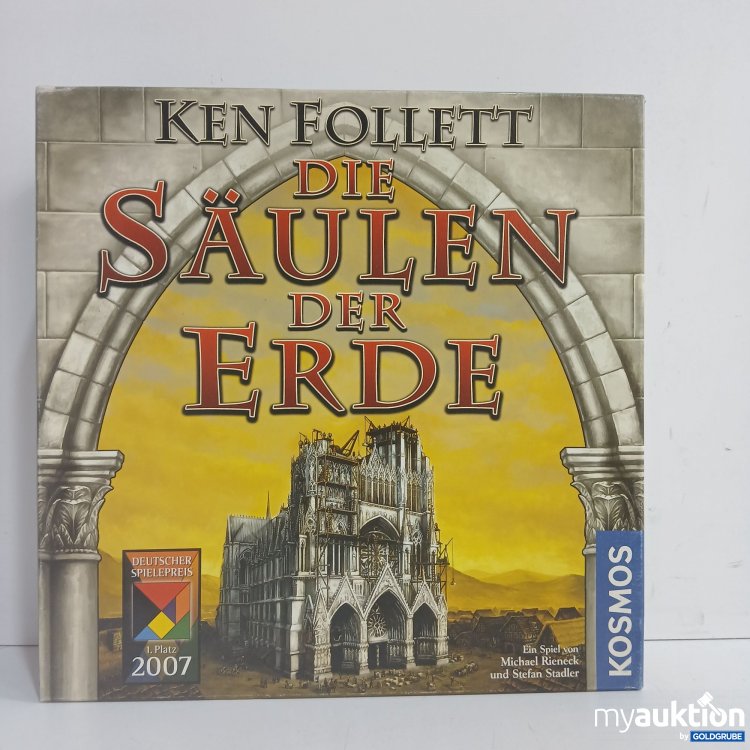 KEN FOLLETT
DIE
SÄULEN
DER
ERDE
DEUTSCHER
SPIELEPREIS
1. Platz
2007
Ein Spiel von
Michael Rieneck
und Stefan Stadler
KOSMOS
myauktion
by GOLDGRUBE